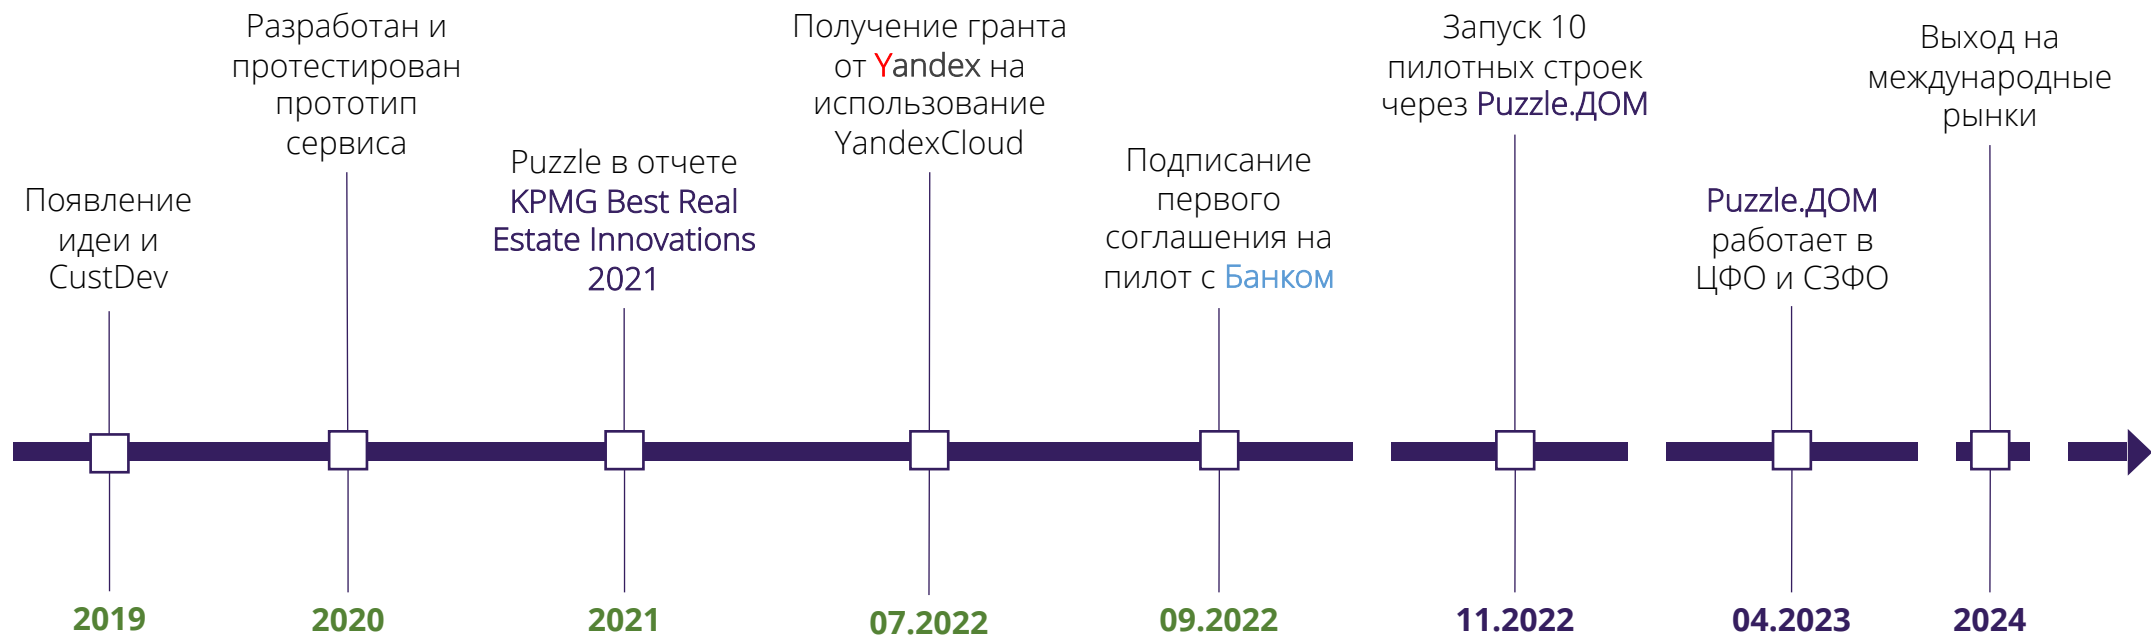 Появление
идеи и
CustDev
2019
Разработан и
протестирован
прототип
сервиса
2020
Puzzle в отчете
KPMG Best Real
Estate Innovations
2021
2021
Получение гранта
от Yandex на
использование
YandexCloud
07.2022
Подписание
первого
соглашения на
пилот с Банком
09.2022
Запуск 10
пилотных строек
через Puzzle.ДОМ
11.2022
Puzzle.ДОМ
работает в
ЦФО и СЗФО
04.2023
Выход на
международные
рынки
2024